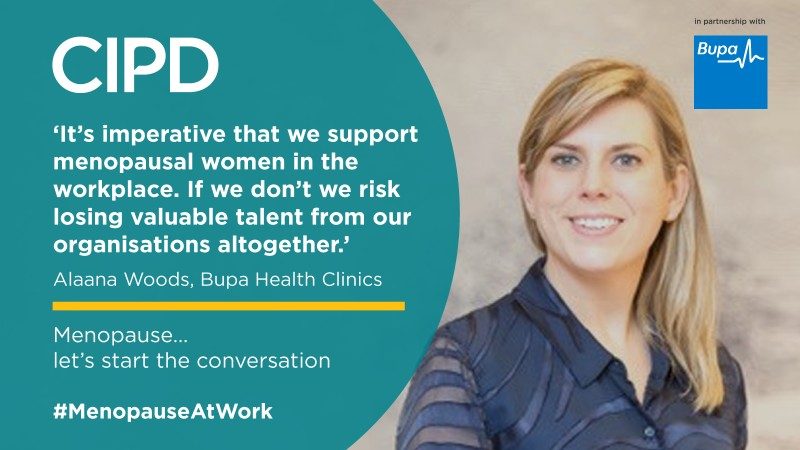 in partnership with
Bupa
CIPD
‘It’s imperative that we support
menopausal women in the
workplace. If we don’t we risk
losing valuable talent from our
organisations altogether.’
Alaana Woods, Bupa Health Clinics
Menopause...
let’s start the conversation
#MenopauseAtWork